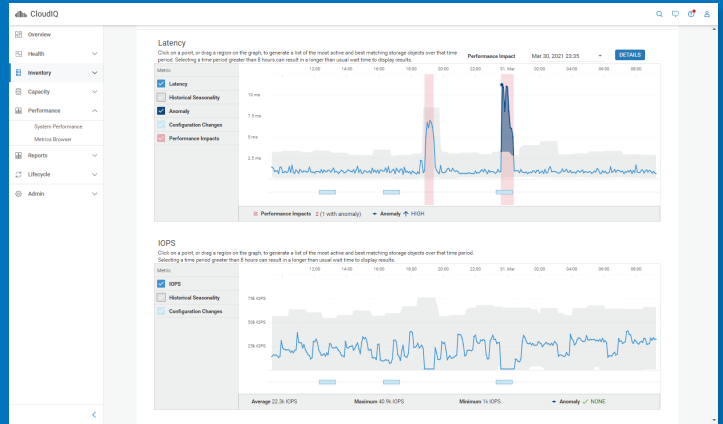 CloudIQ
Overview
Health
Inventory
Capacity
Performance
System Performance
Metrics Browser
Reports
Lifecycle
Admin
Latency
Click on a point, or drag a region on the graph, to generate a list of the most active and best matching storage objects over that time
period. Selecting a time period greater than 8 hours can result in a longer than usual wait time to display results.
Performance Impact Mar 30, 2021 23:35 DETAILS
Metric
12:00 14:00 16:00 18:00 20:00 22:00 31. Mar 02:00 04:00 06:00 08:00
Latency
Historical Seasonality
Anomaly
Configuration Changes
Performance Impacts
10 ms
7.5 ms
5 ms
2.5 ms
Performance Impacts 2 (1 with anomaly) Anomaly HIGH
IOPS
Click on a point, or drag a region on the graph, to generate a list of the most active and best matching storage objects over that time period.
Selecting a time period greater than 8 hours can result in a longer than usual wait time to display results.
Metric
12:00 14:00 16:00 18:00 20:00 22:00 31. Mar 02:00 04:00 06:00 08:00
IOPS
Historical Seasonality
Configuration Changes
75k IOPS
50k IOPS
25k IOPS
Average 22.3k IOPS Maximum 40.9k IOPS Minimum 1k IOPS Anomaly NONE